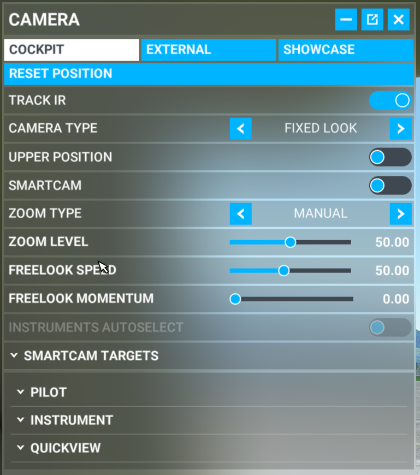 CAMERA
COCKPIT EXTERNAL SHOWCASE
RESET POSITION
TRACK IR
CAMERA TYPE FIXED LOOK
UPPER POSITION
SMARTCAM
ZOOM TYPE MANUAL
ZOOM LEVEL 50.00
FREELOOK SPEED 50.00
FREELOOK MOMENTUM 0.00
INSTRUMENTS AUTOSELECT
SMARTCAM TARGETS
PILOT
INSTRUMENT
QUICKVIEW